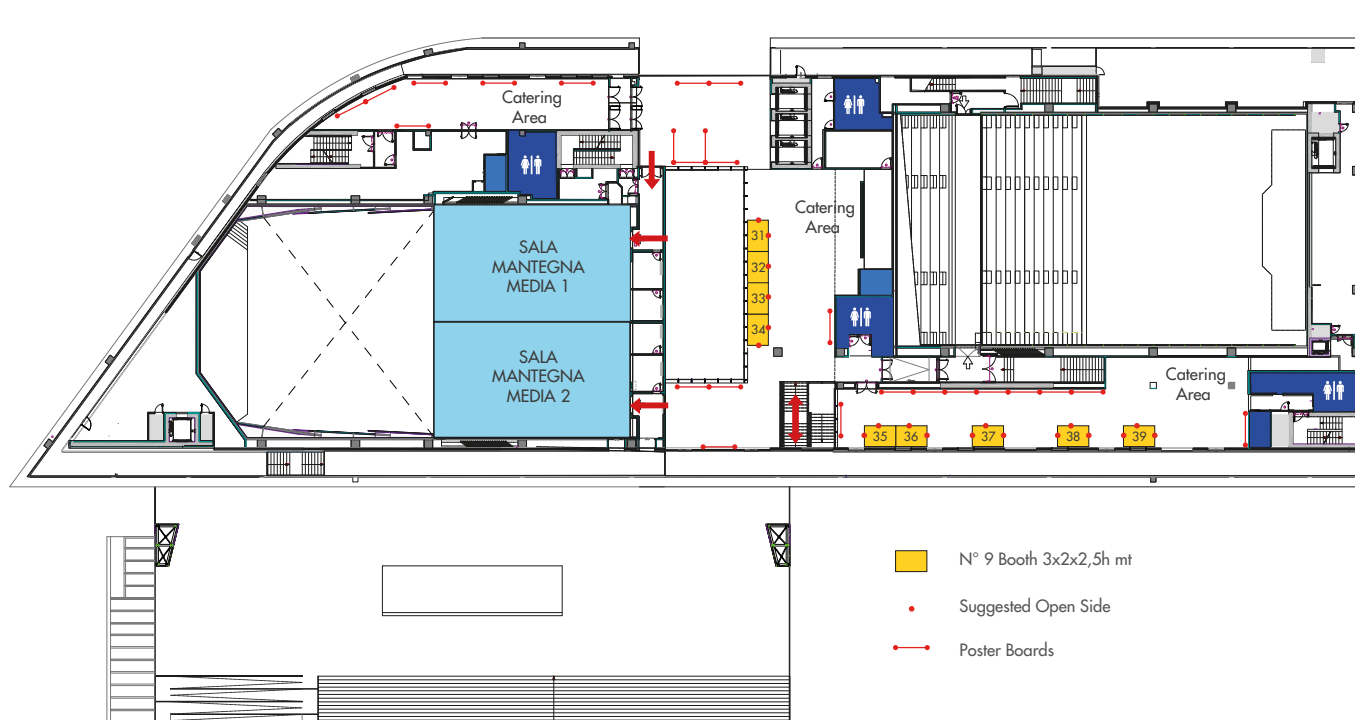 Catering
Area
SALA
MANTEGNA
MEDIA 1
SALA
MANTEGNA
MEDIA 2
Catering
Area
31
32
33
34
Catering
Area
35
36
37
38
39
N° 9 Booth 3x2x2,5h mt
Suggested Open Side
Poster Boards